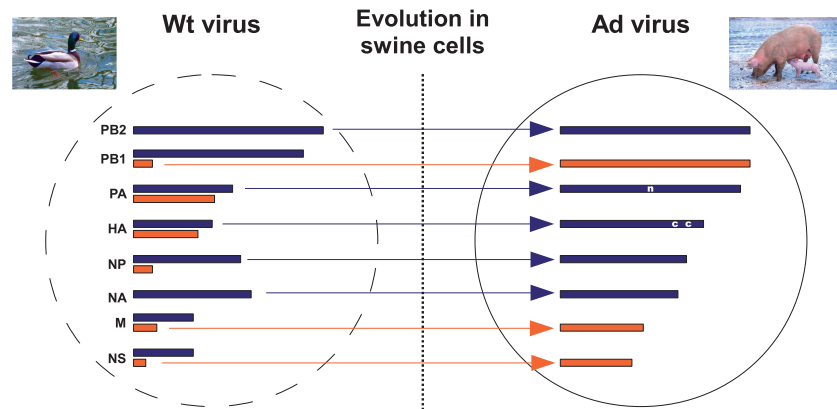 Wt virus
Evolution in
swine cells
Ad virus
PB2
PB1
PA
n
HA
c c
NP
NA
M
NS